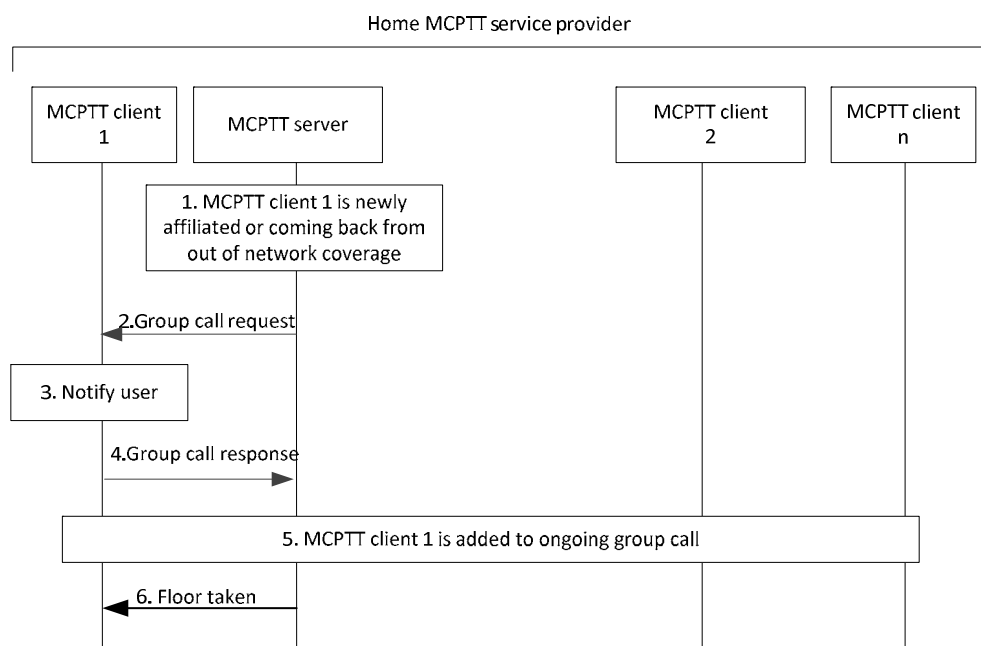 Home MCPTT service provider
MCPTT client
1
MCPTT server
MCPTT client
2
MCPTT client
n
1. MCPTT client 1 is newly
affiliated or coming back from
out of network coverage
2.Group call request
3. Notify user
4.Group call response
5. MCPTT client 1 is added to ongoing group call
6. Floor taken